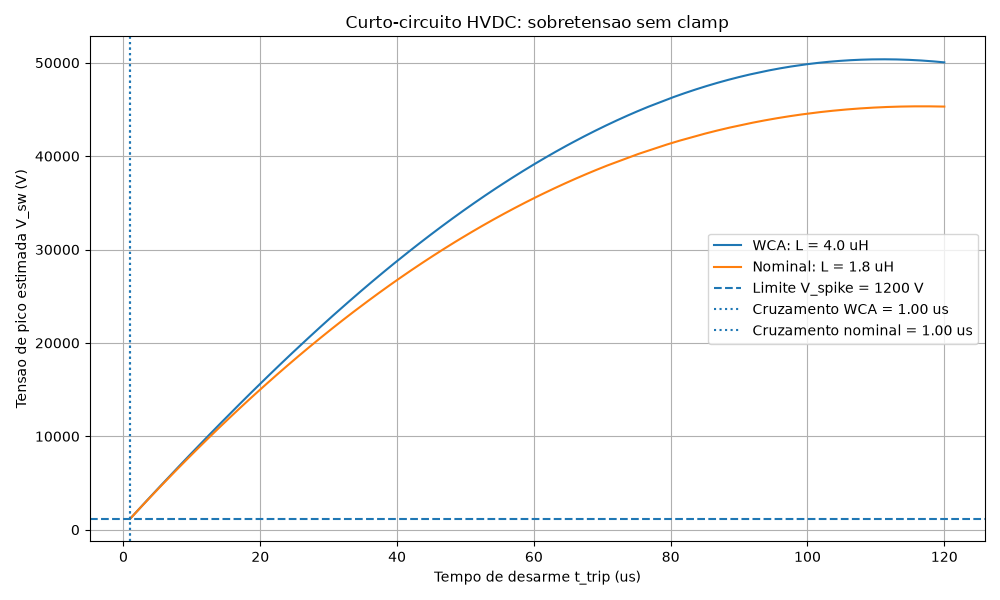 Curto-circuito HVDC: sobretensao sem clamp
Tensao de pico estimada V_sw (V)
50000
40000
30000
20000
10000
0
WCA: L = 4.0 uH
Nominal: L = 1.8 uH
Limite V_spike = 1200 V
Cruzamento WCA = 1.00 us
Cruzamento nominal = 1.00 us
0 20 40 60 80 100 120
Tempo de desarme t_trip (us)